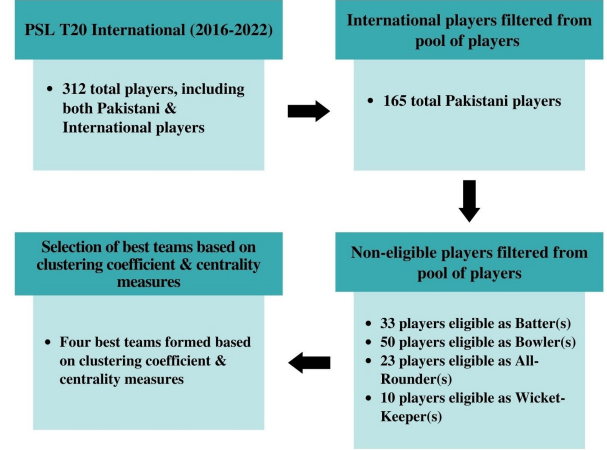 PSL T20 International (2016-2022)
• 312 total players, including
both Pakistani &
International players
International players filtered from
pool of players
• 165 total Pakistani players
Non-eligible players filtered from
pool of players
• 33 players eligible as Batter(s)
• 50 players eligible as Bowler(s)
• 23 players eligible as All-
Rounder(s)
• 10 players eligible as Wicket-
Keeper(s)
Selection of best teams based on
clustering coefficient & centrality
measures
• Four best teams formed based
on clustering coefficient &
centrality measures